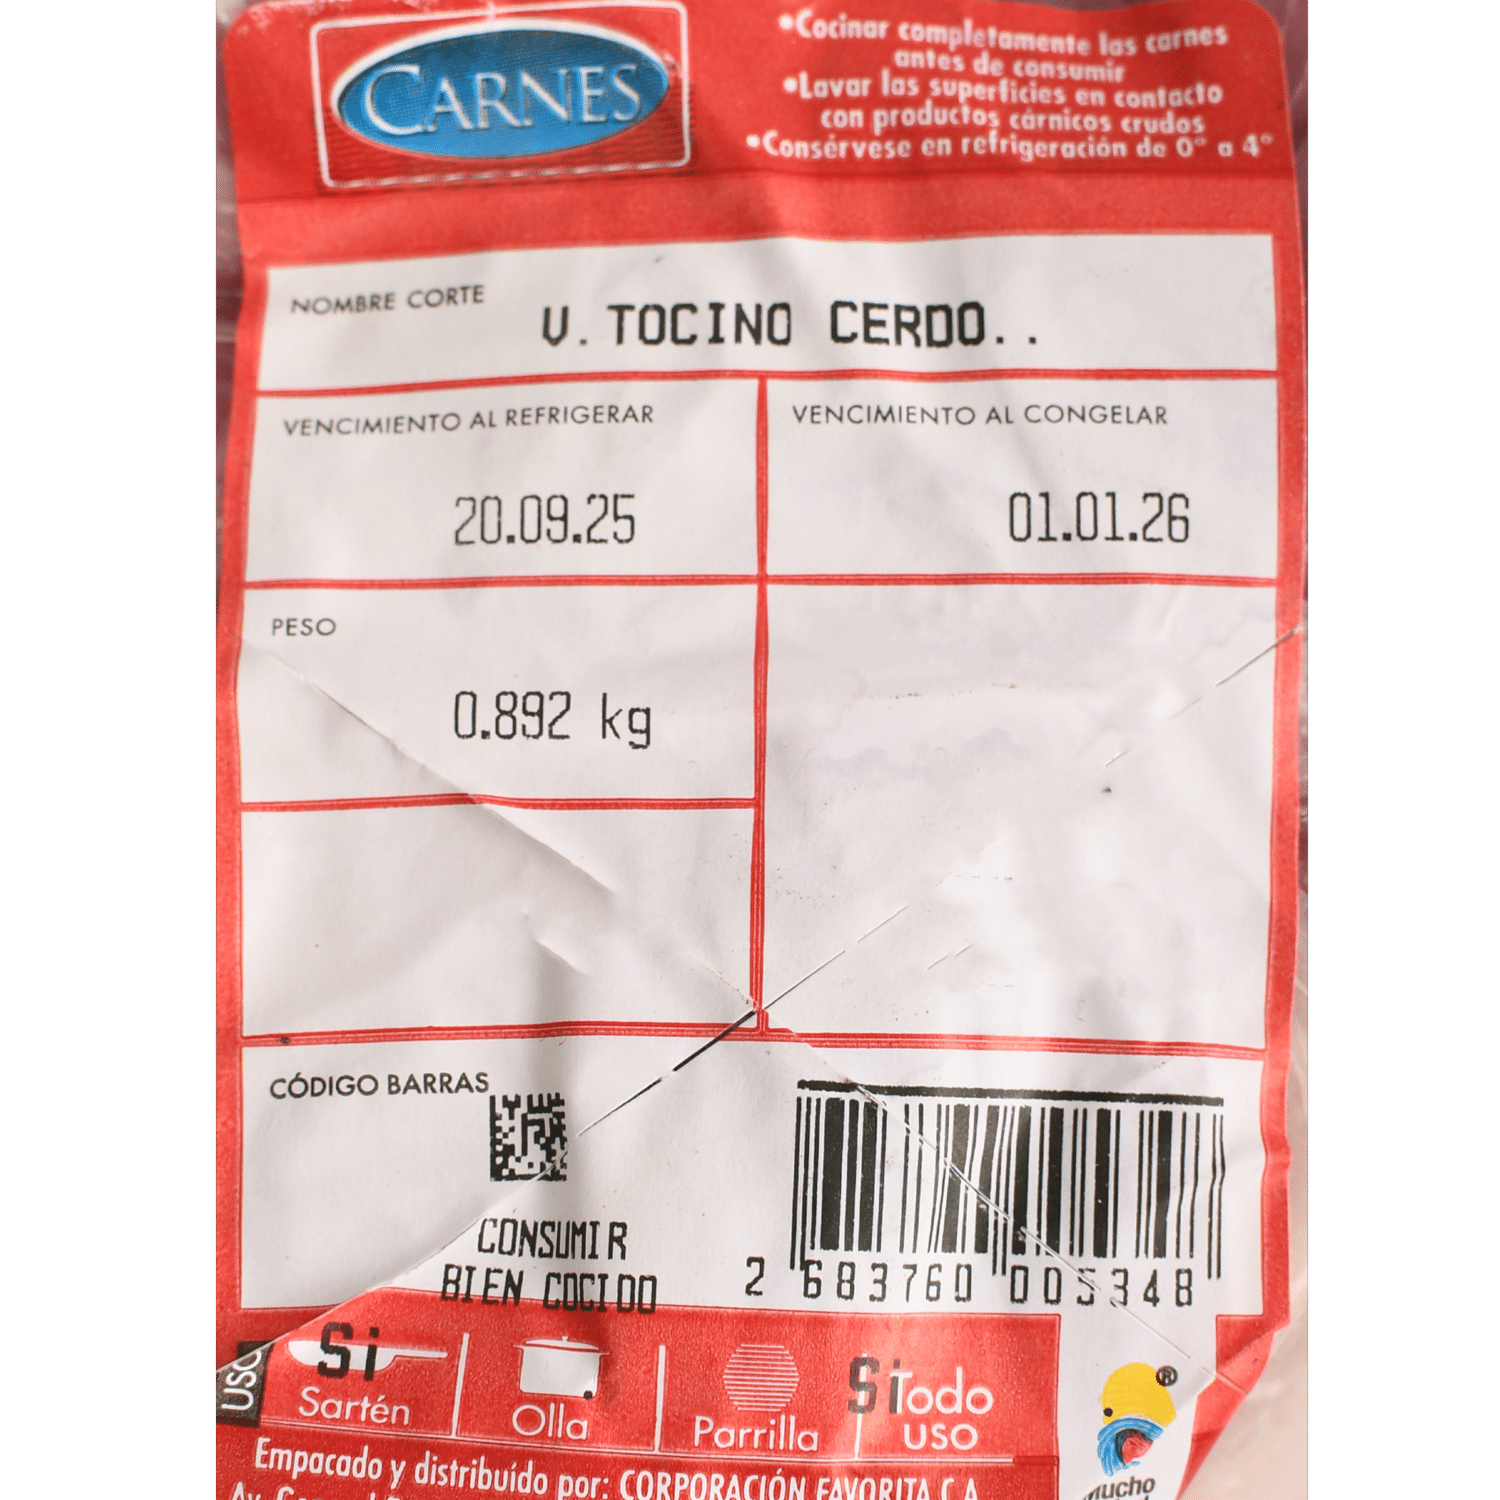 CARNES
•Cocinar completamente las carnes
antes de consumir
•Lavar las superficies en contacto
con productos cárnicos crudos
•Consérvese en refrigeración de 0° a 4°
NOMBRE CORTE
V. TOCINO CERDO. .
VENCIMIENTO AL REFRIGERAR
20.09.25
VENCIMIENTO AL CONGELAR
01.01.26
PESO
0.892 kg
CÓDIGO BARRAS
CONSUMIR
BIEN COCIDO
2 683760 005348
USO
Si
Sartén
Olla
Parrilla
Si
Todo
uso
Empacado y distribuído por: CORPORACIÓN FAVORITA C.A.
Av.
®
mucho